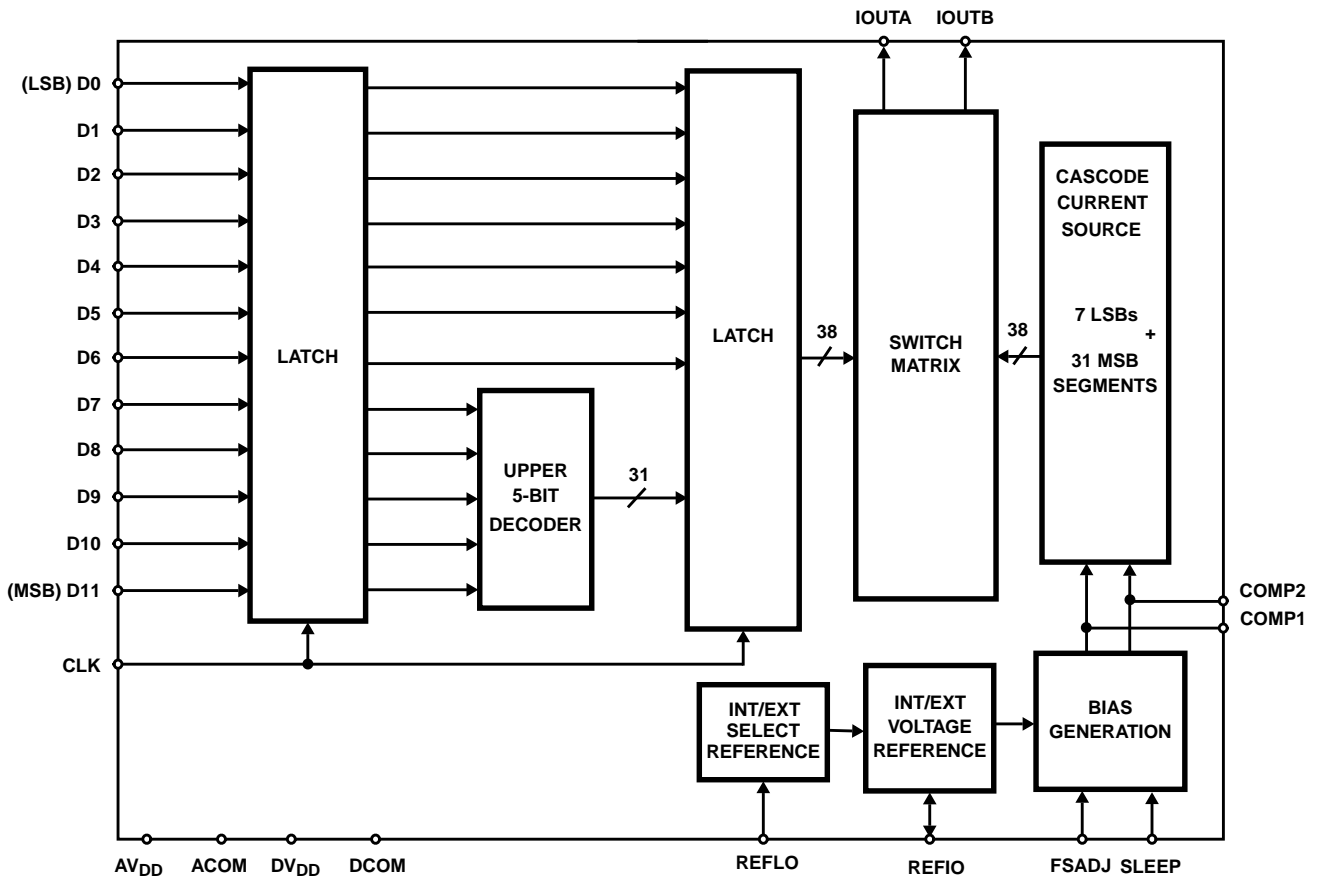 IOUTA IOUTB
(LSB) D0
D1
D2
D3
D4
D5
D6
D7
D8
D9
D10
(MSB) D11
CLK
LATCH
UPPER
5-BIT
DECODER
31
LATCH
38
SWITCH
MATRIX
38
CASCODE
CURRENT
SOURCE
7 LSBs
+
31 MSB
SEGMENTS
COMP2
COMP1
INT/EXT
SELECT
REFERENCE
INT/EXT
VOLTAGE
REFERENCE
BIAS
GENERATION
AVDD ACOM DVDD DCOM REFLO REFIO FSADJ SLEEP